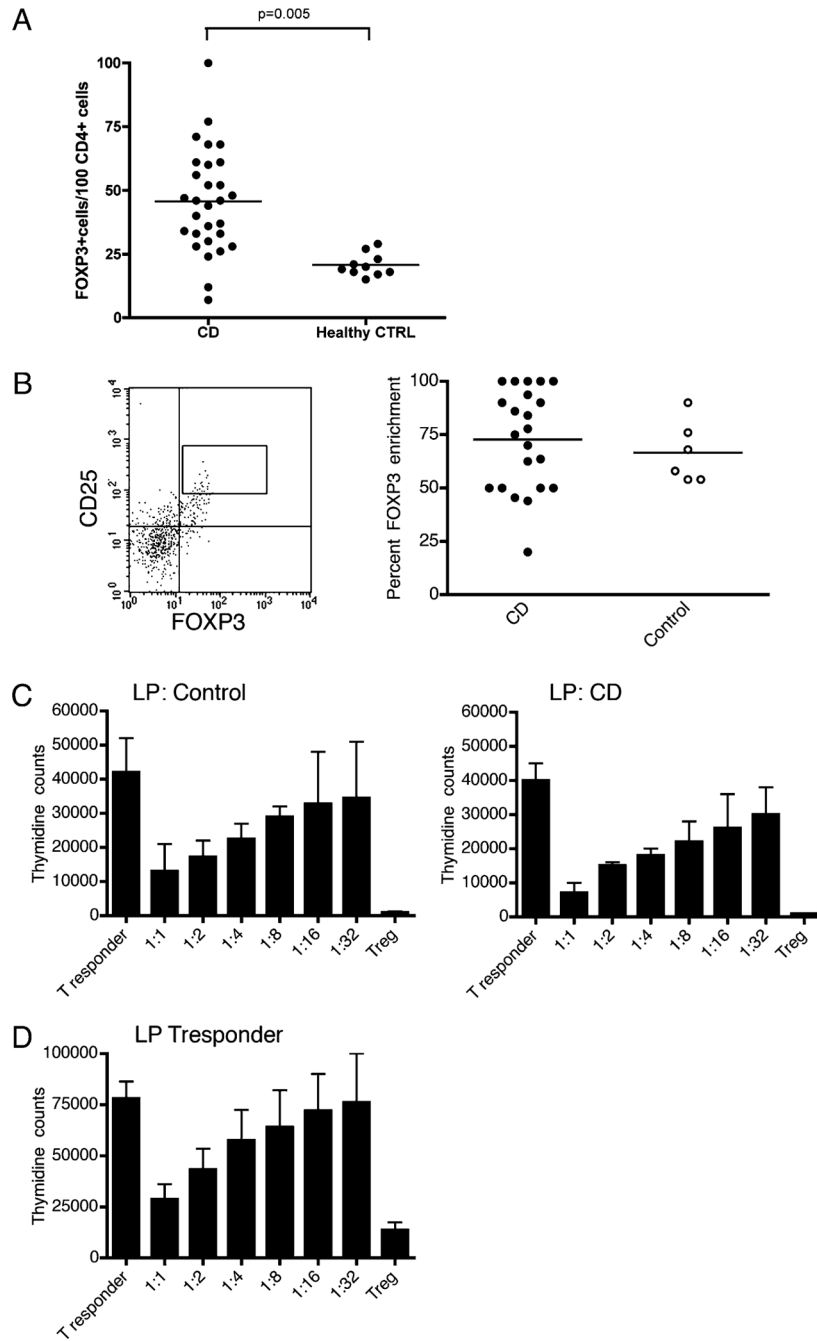 A
p=0.005
FOXP3+cells/100 CD4+ cells
100
75
50
25
0
CD
Healthy CTRL
B
CD25
10^4
10^3
10^2
10^1
10^0
10^0
10^1
10^2
10^3
10^4
FOXP3
Percent FOXP3 enrichment
100
75
50
25
0
CD
Control
C
LP: Control
Thymidine counts
60000
50000
40000
30000
20000
10000
0
T responder
1:1
1:2
1:4
1:8
1:16
1:32
Treg
LP: CD
Thymidine counts
60000
50000
40000
30000
20000
10000
0
T responder
1:1
1:2
1:4
1:8
1:16
1:32
Treg
D
LP Tresponder
Thymidine counts
100000
75000
50000
25000
0
T responder
1:1
1:2
1:4
1:8
1:16
1:32
Treg